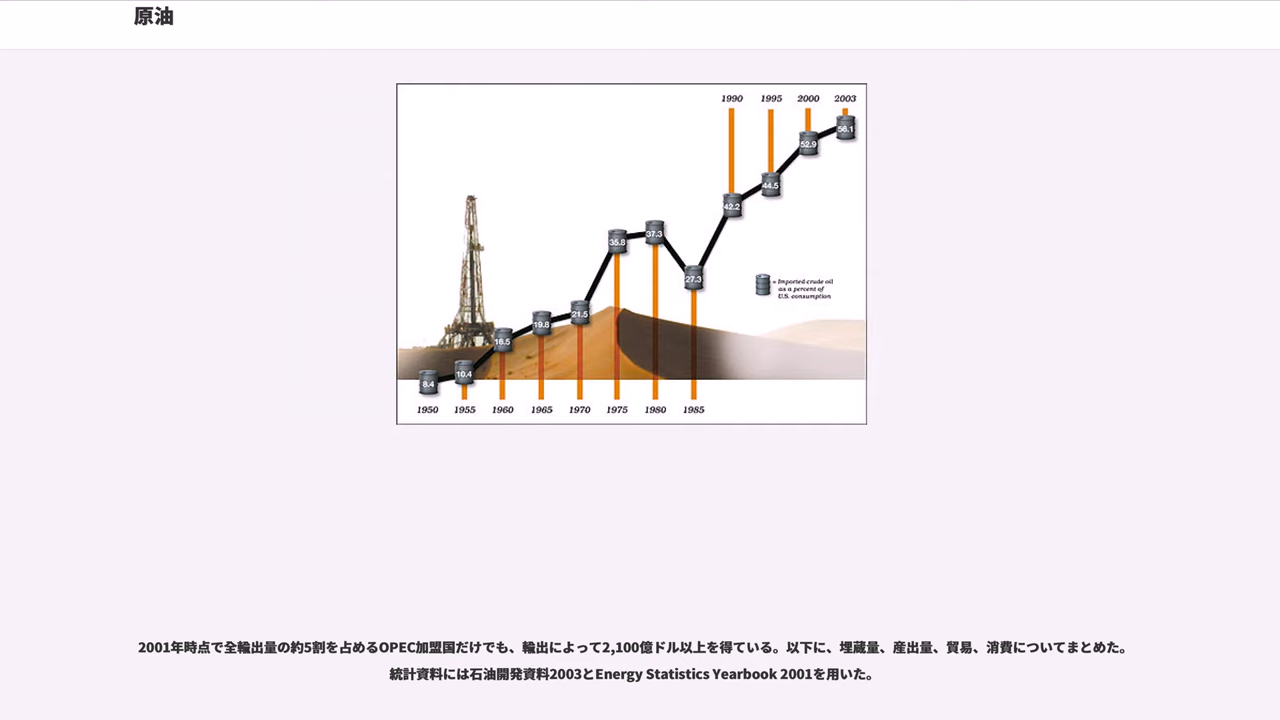 原油
1990 1995 2000 2003
56.1
52.9
44.5
42.2
37.3
35.8
27.3
= Imported crude oil
as a percent of
U.S. consumption
21.5
19.8
16.5
10.4
8.4
1950 1955 1960 1965 1970 1975 1980 1985
2001年時点で全輸出量の約5割を占めるOPEC加盟国だけでも、輸出によって2,100億ドル以上を得ている。以下に、埋蔵量、産出量、貿易、消費についてまとめた。
統計資料には石油開発資料2003とEnergy Statistics Yearbook 2001を用いた。